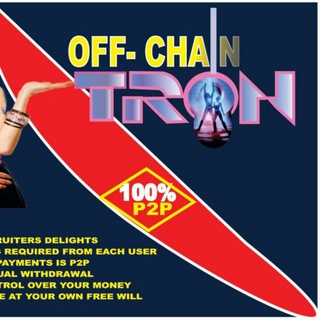 OFF- CHAIN
TRON
100%
P2P
RUITERS DELIGHTS
REQUIRED FROM EACH USER
PAYMENTS IS P2P
UAL WITHDRAWAL
TROL OVER YOUR MONEY
E AT YOUR OWN FREE WILL